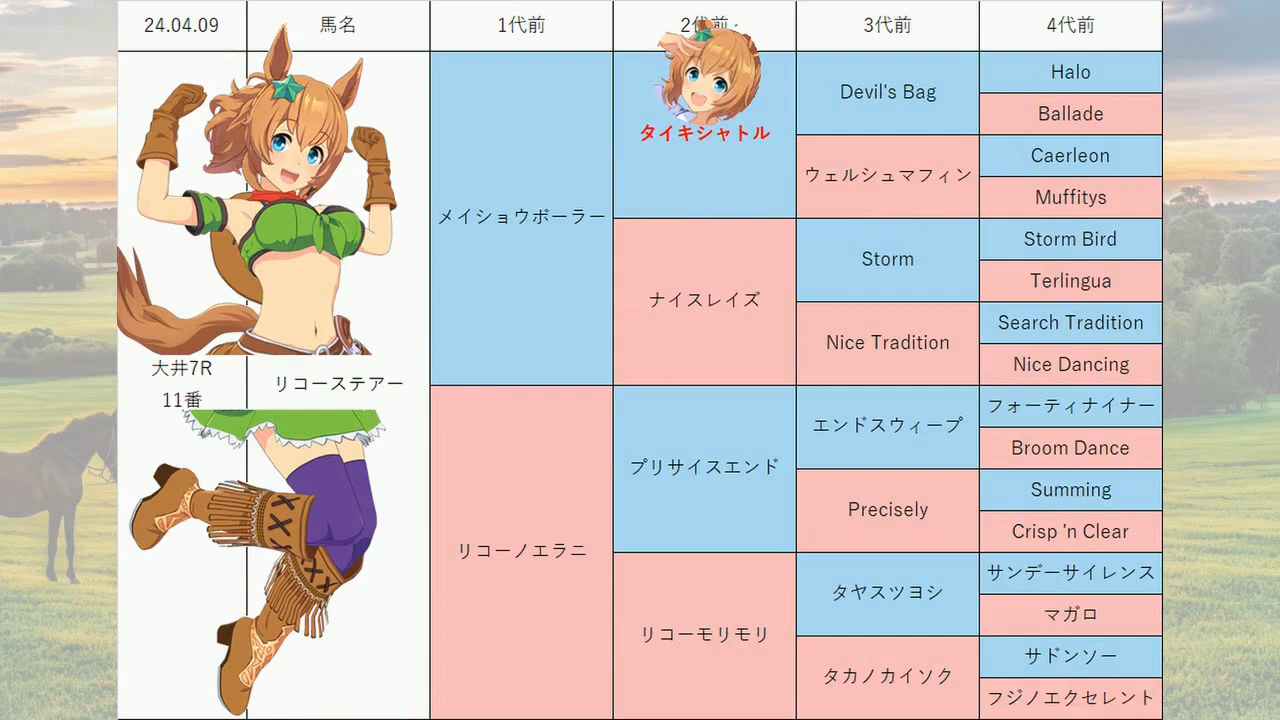 24.04.09
馬名
1代前
2代前
3代前
4代前
大井7R
11番
リコーステアー
メイショウボーラー
リコーノエラニ
タイキシャトル
ナイスレイズ
プリサイスエンド
リコーモリモリ
Devil's Bag
ウェルシュマフィン
Storm
Nice Tradition
エンドスウィープ
Precisely
タヤスツヨシ
タカノカイソク
Halo
Ballade
Caerleon
Muffitys
Storm Bird
Terlingua
Search Tradition
Nice Dancing
フォーティナイナー
Broom Dance
Summing
Crisp 'n Clear
サンデーサイレンス
マガロ
サドンソー
フジノエクセレント